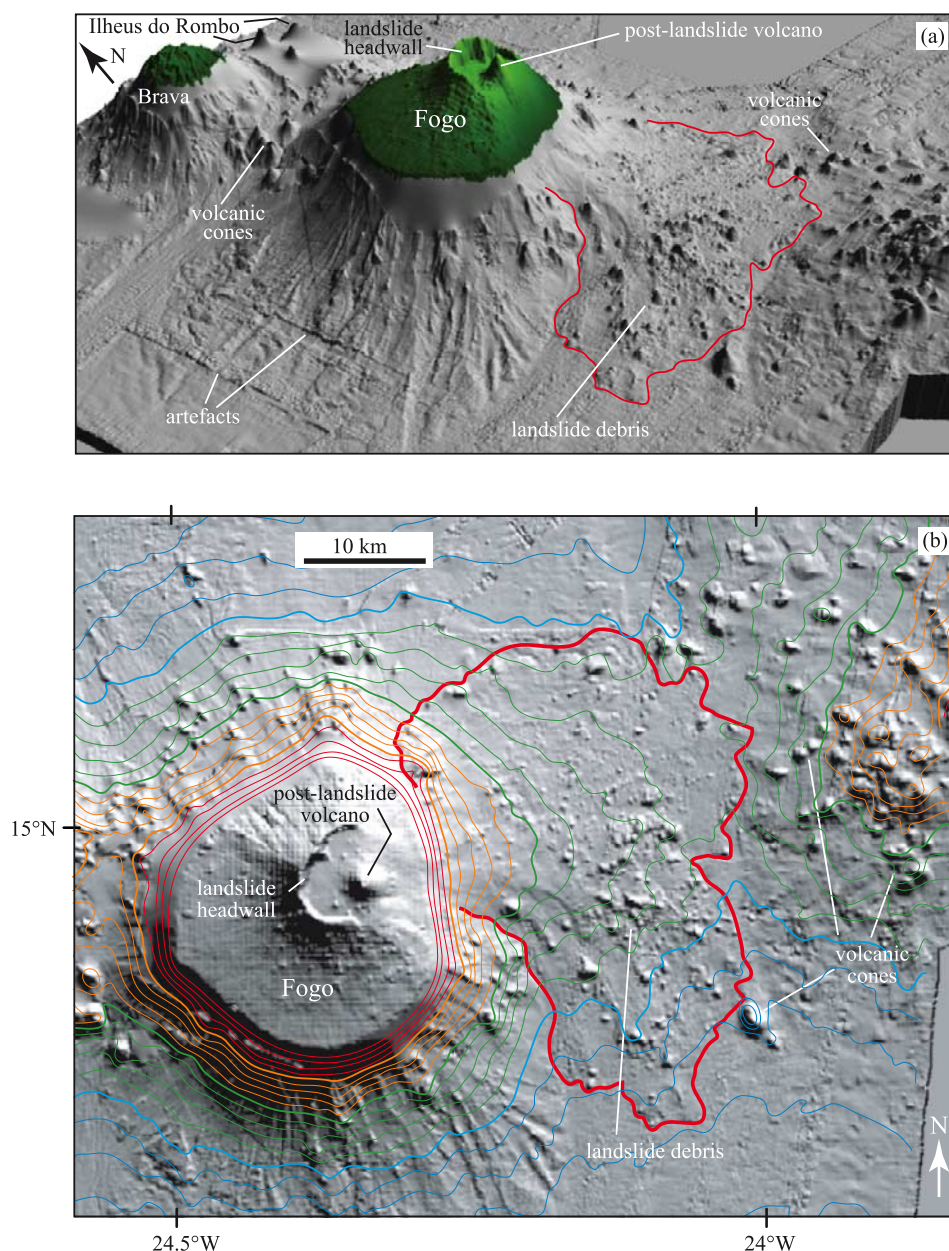 Ilheus do Rombo
landslide
headwall
post-landslide volcano
(a)
N
Brava
Fogo
volcanic
cones
volcanic
cones
artefacts
landslide debris
(b)
10 km
post-landslide
volcano
15°N
landslide
headwall
volcanic
cones
Fogo
landslide debris
N
24.5°W
24°W